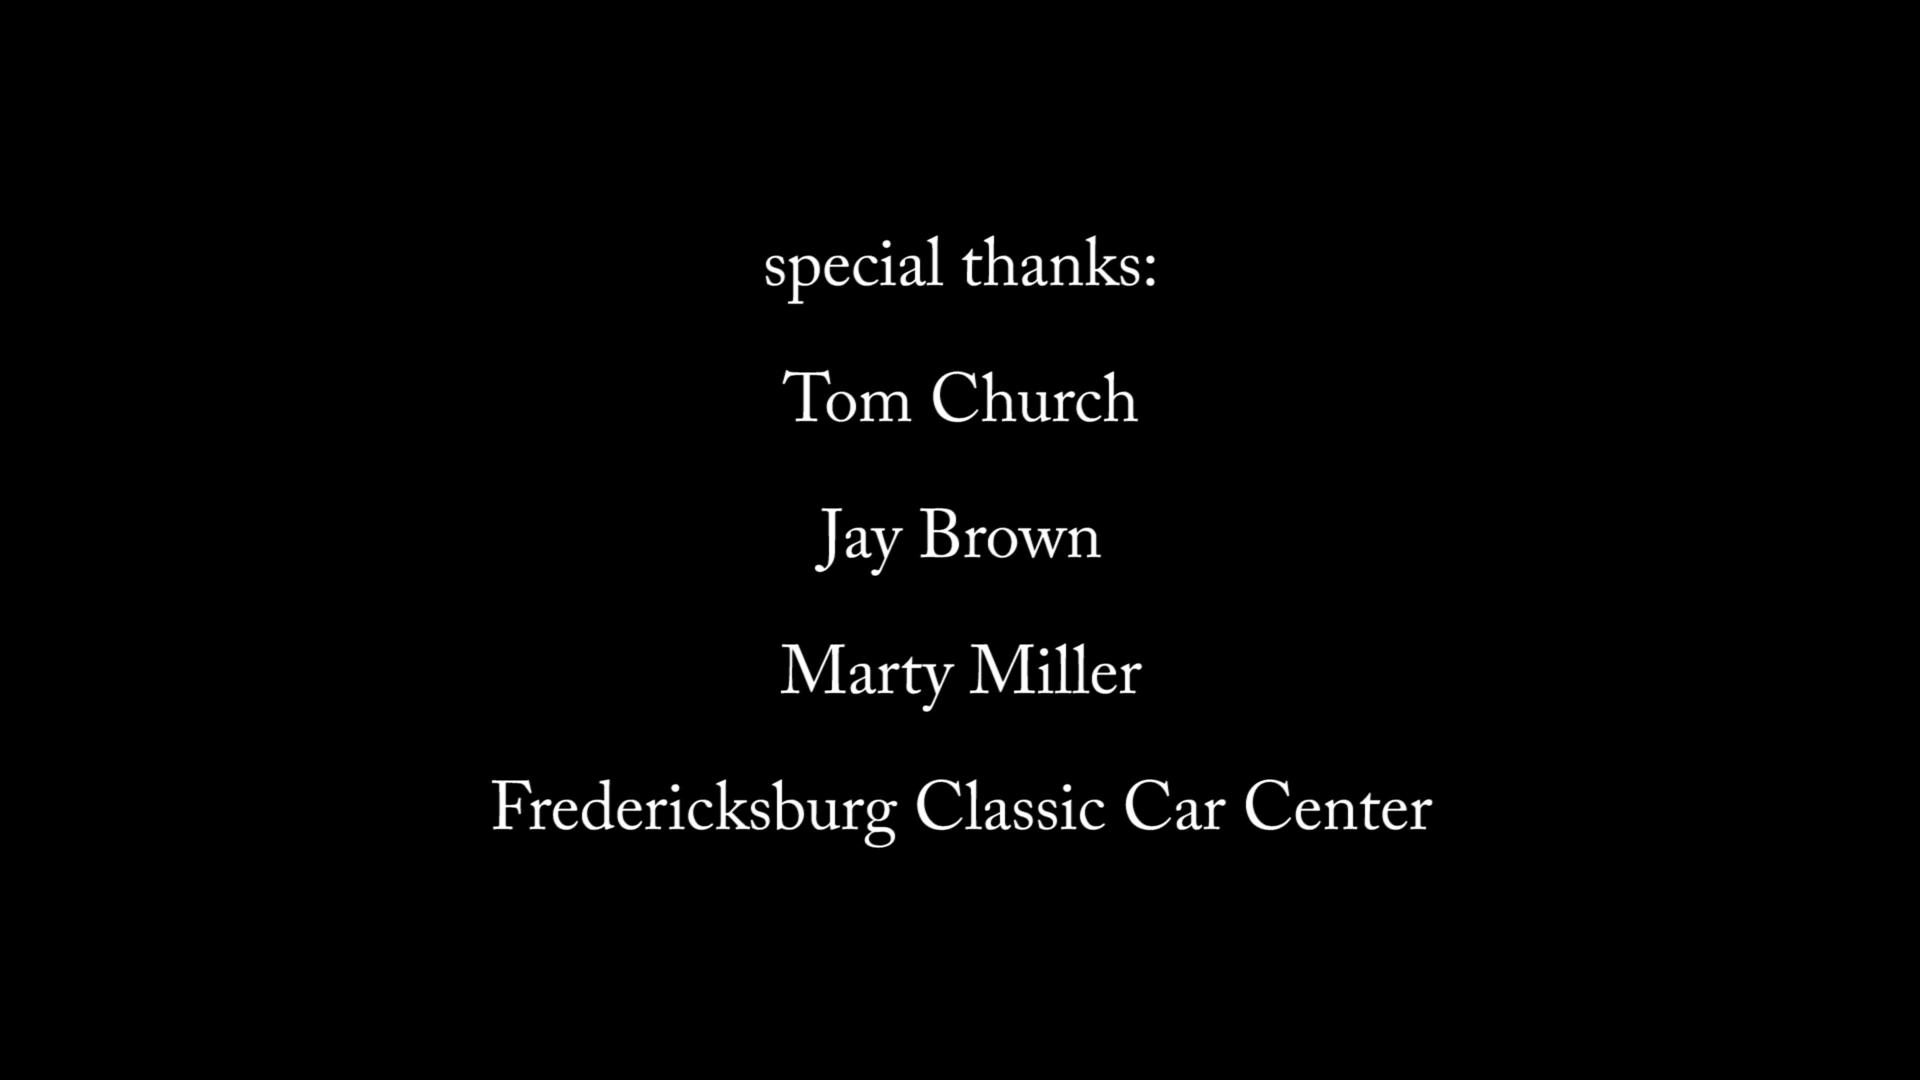 special thanks:
Tom Church
Jay Brown
Marty Miller
Fredericksburg Classic Car Center